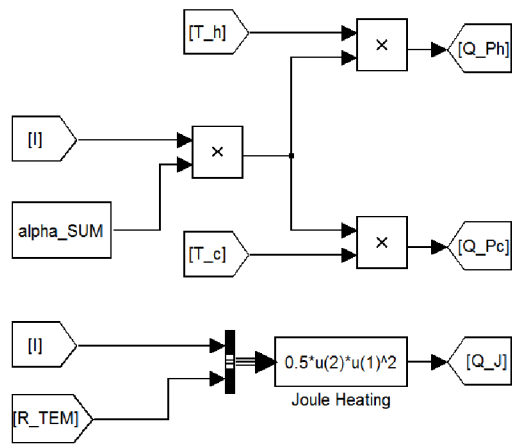 [T_h]
×
[Q_Ph]
[I]
×
alpha_SUM
[T_c]
×
[Q_Pc]
[I]
[R_TEM]
0.5*u(2)*u(1)^2
[Q_J]
Joule Heating